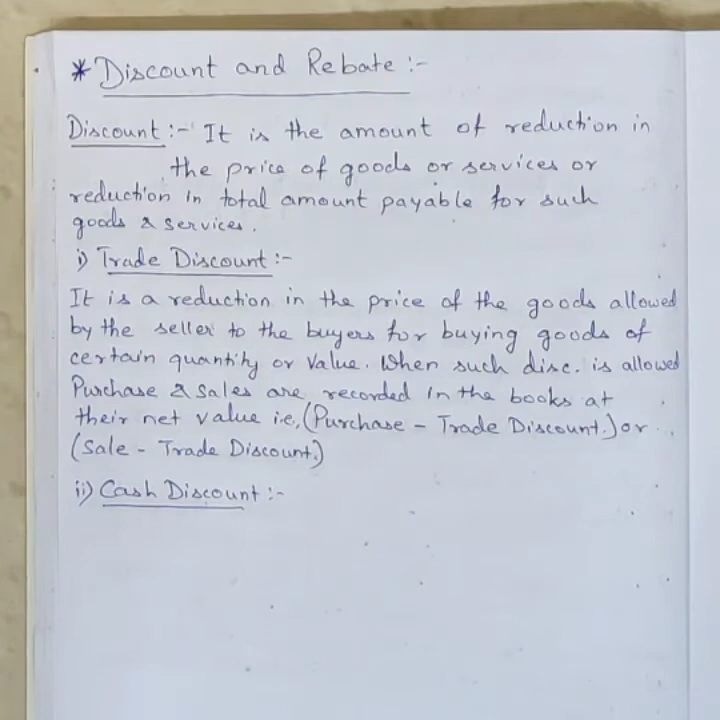 * Discount and Rebate :-
Discount :- It is the amount of reduction in
the price of goods or services or
reduction in total amount payable for such
goods & services.
i) Trade Discount :-
It is a reduction in the price of the goods allowed
by the seller to the buyers for buying goods of
certain quantity or value. When such disc. is allowed
Purchase & Sales are recorded in the books at
their net value i.e, (Purchase - Trade Discount.) or
(Sale - Trade Discount.)
ii) Cash Discount :-